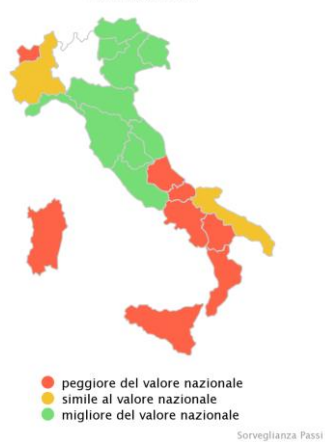 peggiore del valore nazionale
simile al valore nazionale
migliore del valore nazionale
Sorveglianza Passi